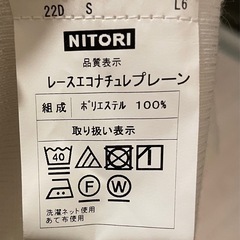 22D S L6
NITORI
品質表示
レースエコナチュレプレーン
組成 ポリエステル 100%
取り扱い表示
40
F W
洗濯ネット使用
あて布使用